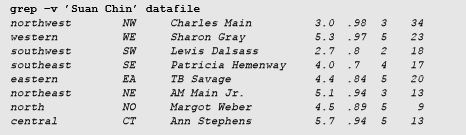 grep –v 'Suan Chin' datafile
northwest NW Charles Main 3.0 .98 3 34
western WE Sharon Gray 5.3 .97 5 23
southwest SW Lewis Dalsass 2.7 .8 2 18
southeast SE Patricia Hemenway 4.0 .7 4 17
eastern EA TB Savage 4.4 .84 5 20
northeast NE AM Main Jr. 5.1 .94 3 13
north NO Margot Weber 4.5 .89 5 9
central CT Ann Stephens 5.7 .94 5 13